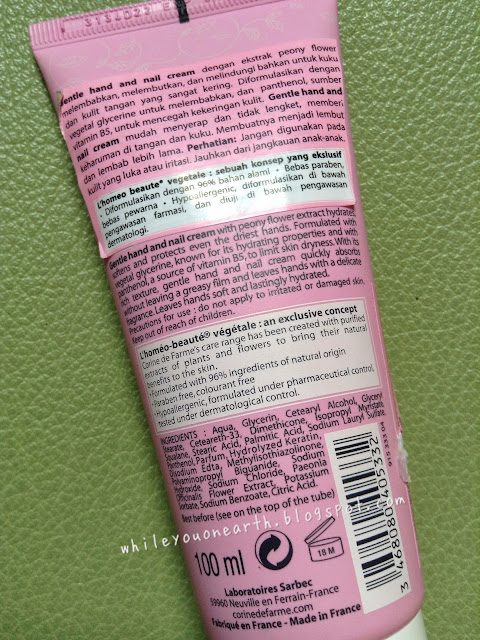 Gentle hand and nail cream dengan ekstrak peony flower
melembabkan, melembutkan, dan melindungi bahkan untuk kuku
dan kulit tangan yang sangat kering. Diformulasikan dengan
vegetal glycerine untuk melembabkan, dan panthenol, sumber
vitamin B5, untuk mencegah kekeringan kulit. Gentle hand and
nail cream mudah menyerap dan tidak lengket, memberi
keharuman di tangan dan kuku. Membuatnya menjadi lembut
dan lembab lebih lama. Perhatian: Jangan digunakan pada
kulit yang luka atau iritasi. Jauhkan dari jangkauan anak-anak.
L'homeo beaute* vegetale : sebuah konsep yang ekslusif
• Diformulasikan dengan 96% bahan alami • Bebas paraben,
bebas pewarna • Hypoallergenic, diformulasikan di bawah
pengawasan farmasi, dan diuji di bawah pengawasan
dermatologi.
Gentle hand and nail cream with peony flower extract hydrates,
softens and protects even the driest hands. Formulated with
vegetal glycerine, known for its hydrating properties and with
panthenol, a source of vitamin B5, to limit skin dryness. With its
rich texture, gentle hand and nail cream quickly absorbs
without leaving a greasy film and leaves hands with a delicate
fragrance. Leaves hands soft and lastingly hydrated.
Precautions for use : do not apply to irritated or damaged skin.
Keep out of reach of children.
L'homéo-beauté® végétale : an exclusive concept
Corine de Farme's care range has been created with purified
extracts of plants and flowers to bring their natural
benefits to the skin.
•Formulated with 96% ingredients of natural origin
•Paraben free, colourant free
•Hypoallergenic, formulated under pharmaceutical control,
tested under dermatological control.
INGREDIENTS : Aqua, Glycerin, Cetearyl Alcohol, Glyceryl
Stearate, Ceteareth-33, Dimethicone, Isopropyl Myristate,
Squalane, Stearic Acid, Palmitic Acid, Sodium Lauryl Sulfate,
Panthenol, Parfum, Hydrolyzed Keratin,
Disodium Edta, Methylisothiazolinone,
Polyaminopropyl Biguanide, Sodium
Hydroxide, Sodium Chloride, Paeonia
Officinalis Flower Extract, Potassium
Sorbate, Sodium Benzoate, Citric Acid.
Best before (see on the top of the tube)
915 333 04
3 468080 405332
whileyouonearth.blogspot.com
100 ml
18 M
Laboratoires Sarbec
59960 Neuville en Ferrain-France
corinedefarme.com
Fabriqué en France - Made in France